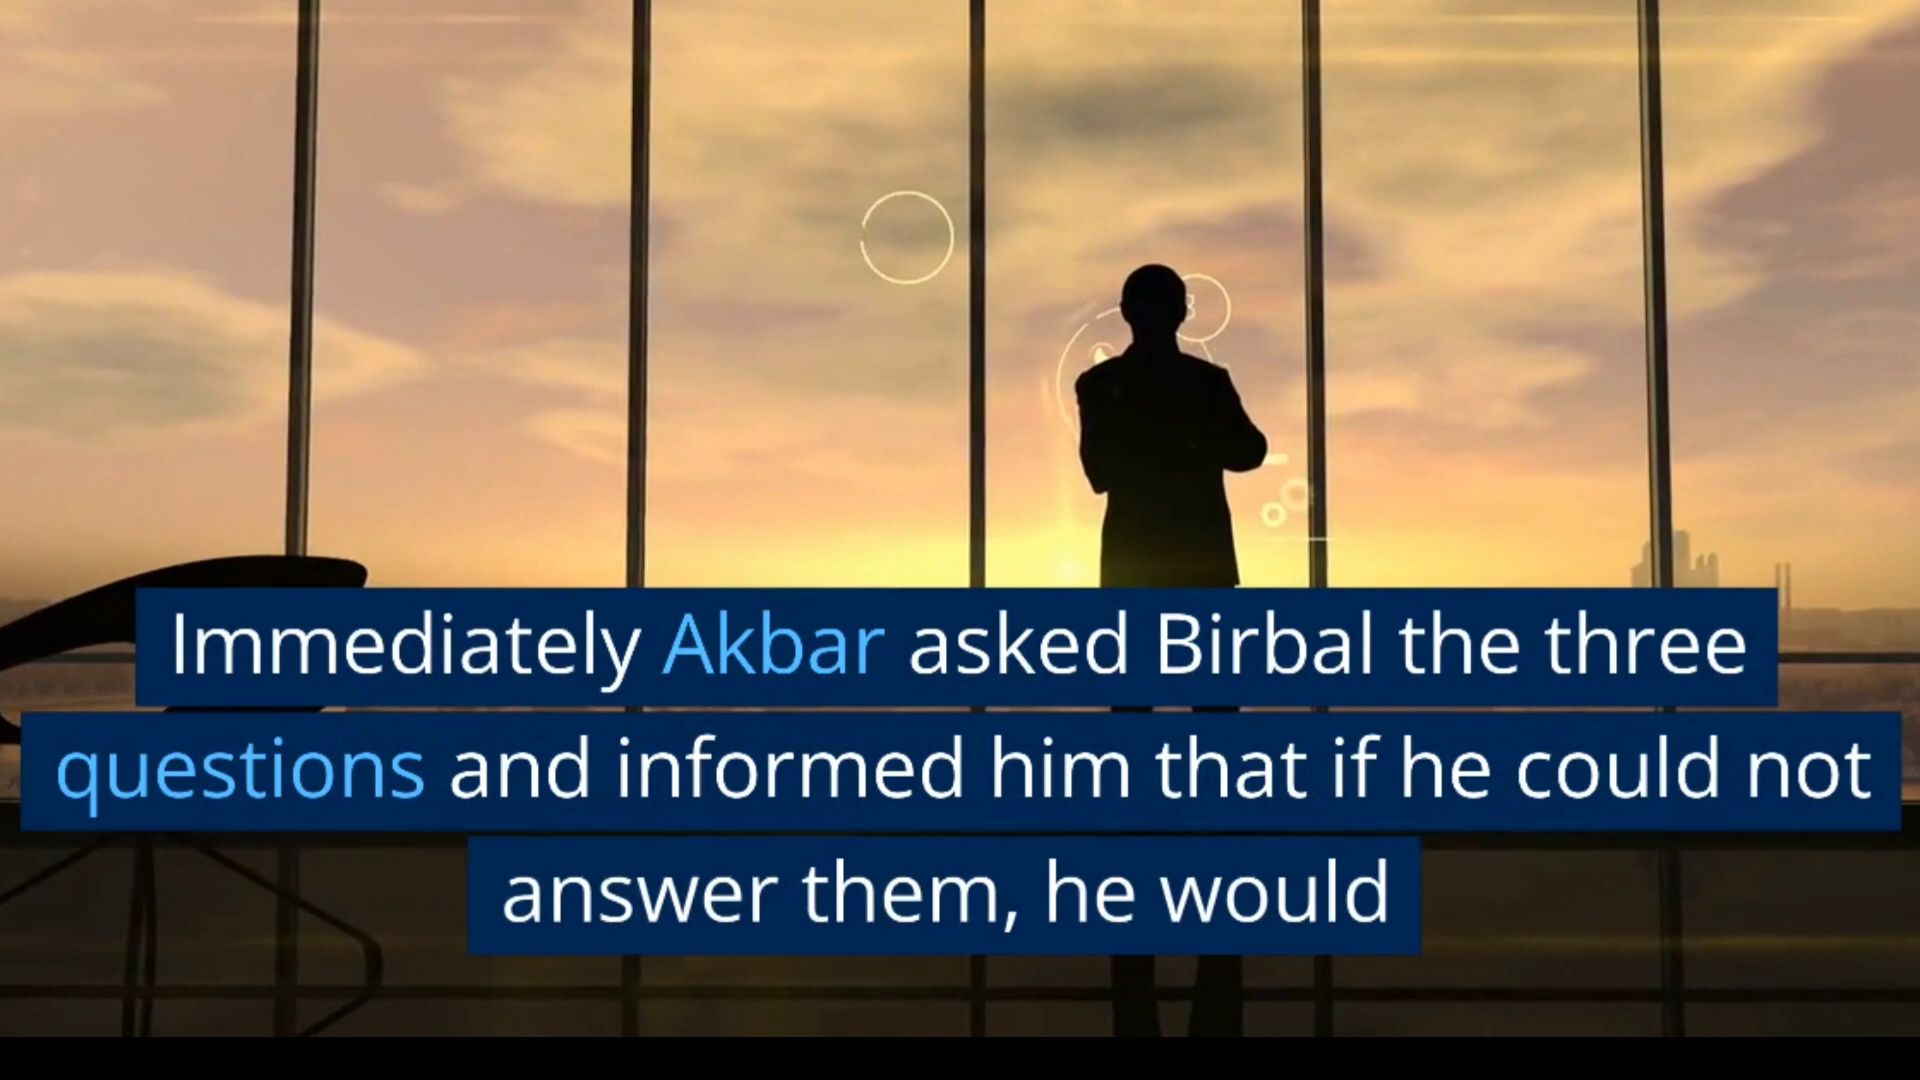 Immediately Akbar asked Birbal the three
questions and informed him that if he could not
answer them, he would